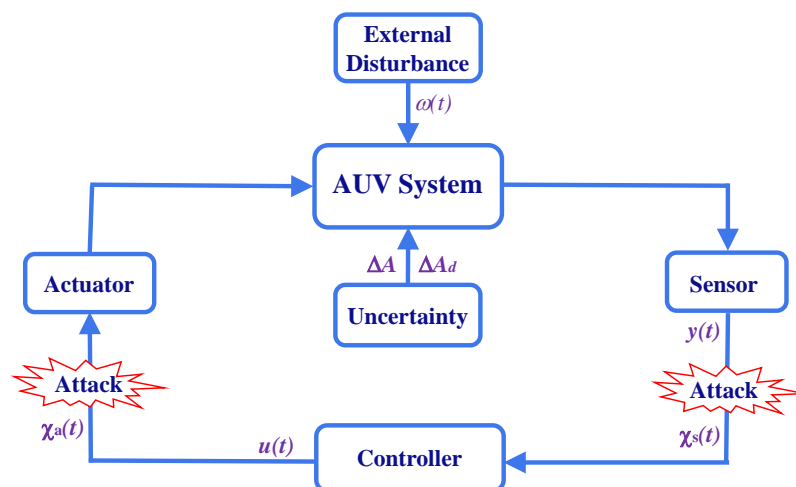 External
Disturbance
ω(t)
AUV System
ΔA ΔAd
Actuator
Uncertainty
Sensor
y(t)
Attack
Attack
χa(t)
χs(t)
u(t)
Controller